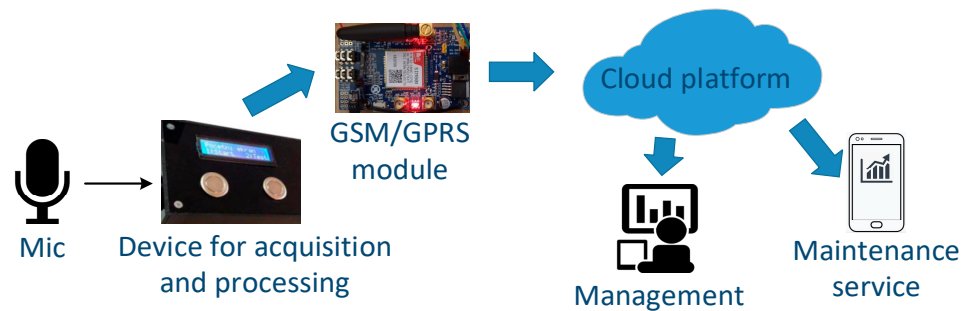 Mic
Device for acquisition
and processing
GSM/GPRS
module
Cloud platform
Management
Maintenance
service